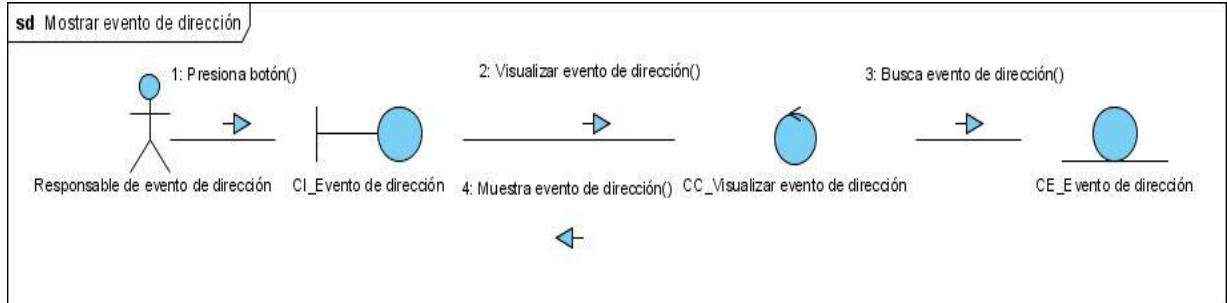 sd Mostrar evento de dirección
1: Presiona botón()
2: Visualizar evento de dirección()
3: Busca evento de dirección()
Responsable de evento de dirección
CI_Evento de dirección
4: Muestra evento de dirección()
CC_Visualizar evento de dirección
CE_Evento de dirección